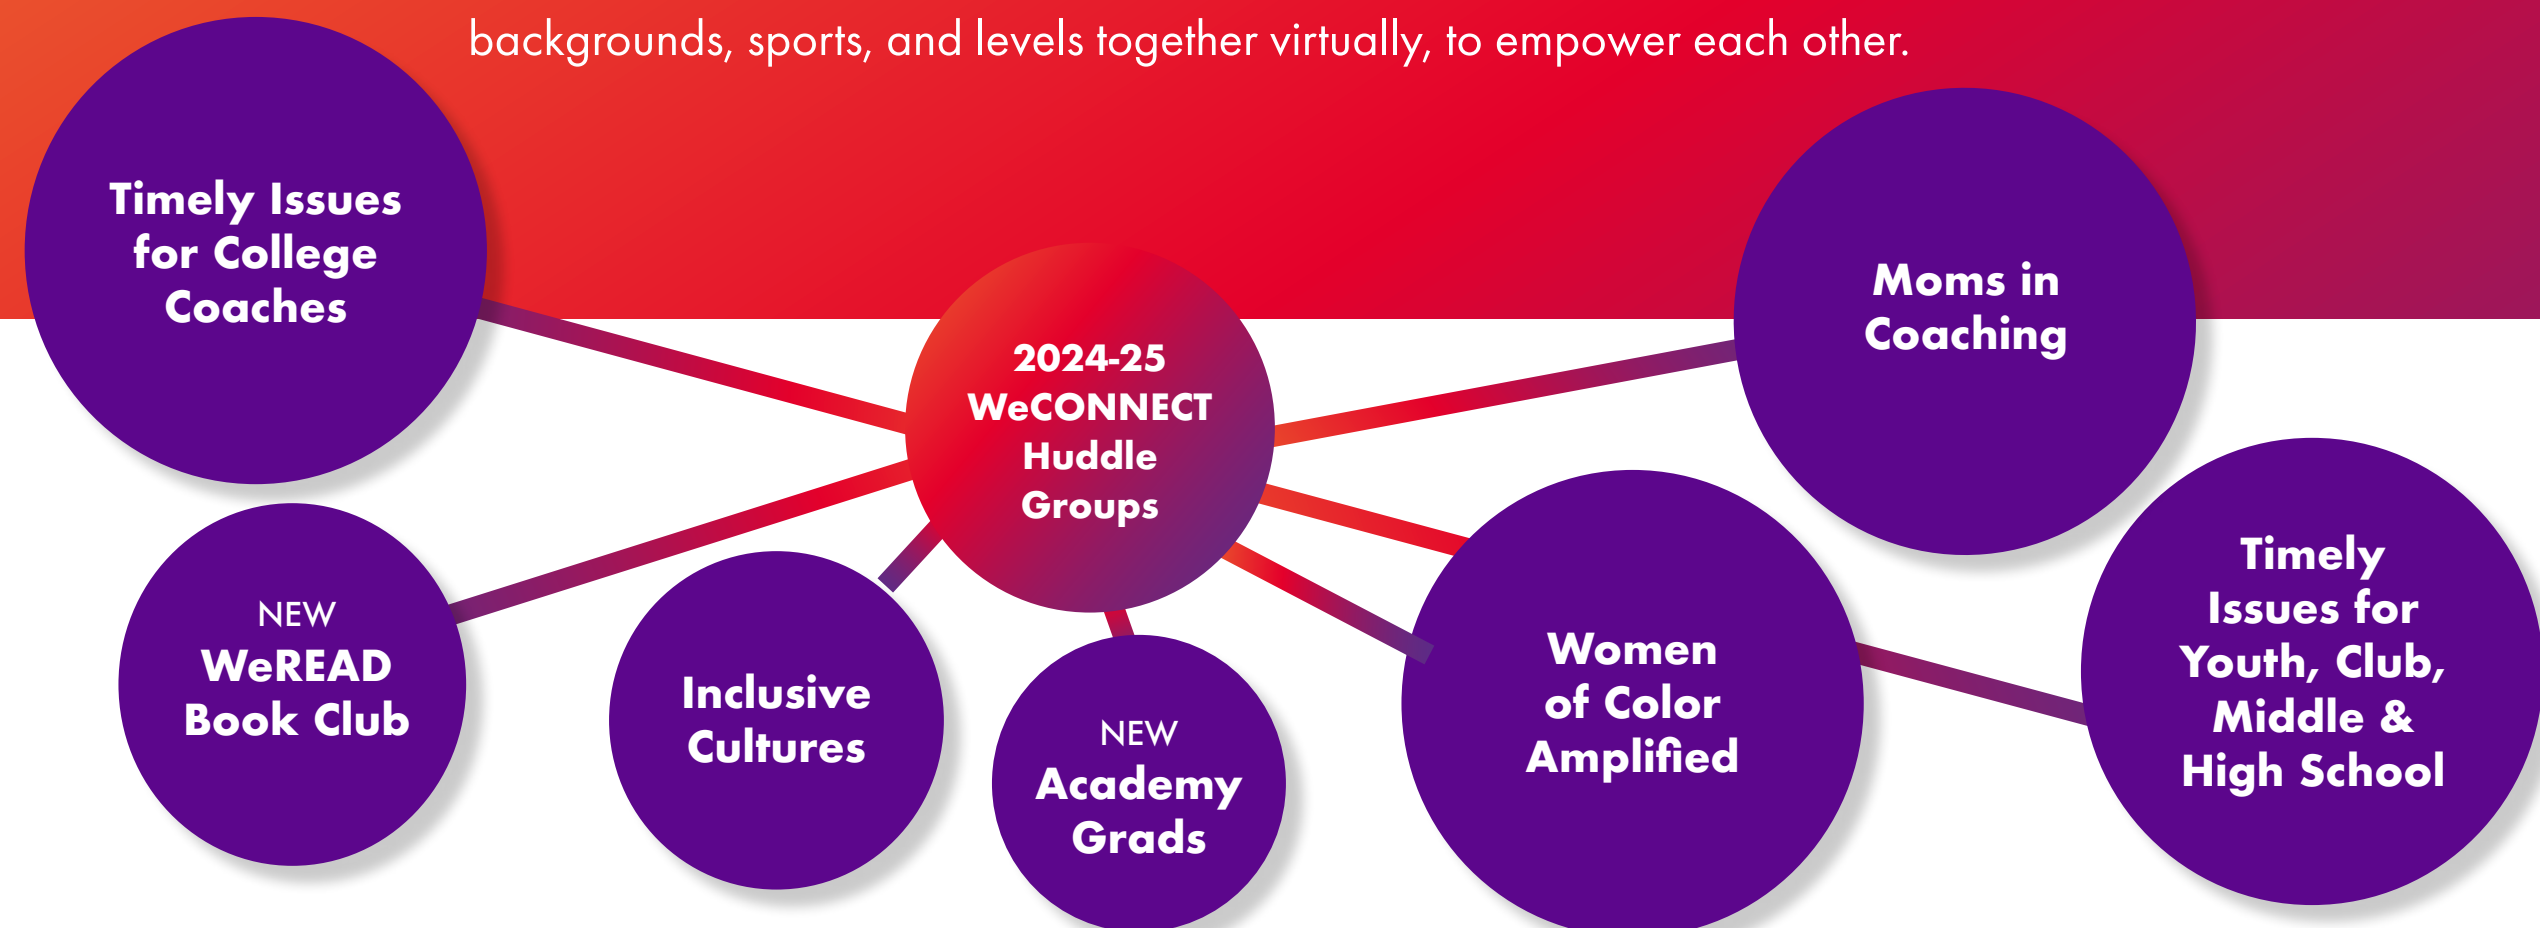 backgrounds, sports, and levels together virtually, to empower each other.
Timely Issues
for College
Coaches
Moms in
Coaching
2024-25
WeCONNECT
Huddle
Groups
NEW
WeREAD
Book Club
Inclusive
Cultures
NEW
Academy
Grads
Women
of Color
Amplified
Timely
Issues for
Youth, Club,
Middle &
High School